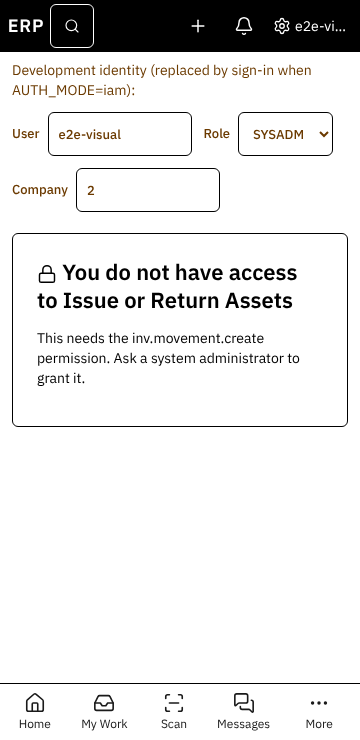 ERP
e2e-vi...
Development identity (replaced by sign-in when
AUTH_MODE=iam):
User
e2e-visual
Role
SYSADM
Company
2
You do not have access
to Issue or Return Assets
This needs the inv.movement.create
permission. Ask a system administrator to
grant it.
Home
My Work
Scan
Messages
More